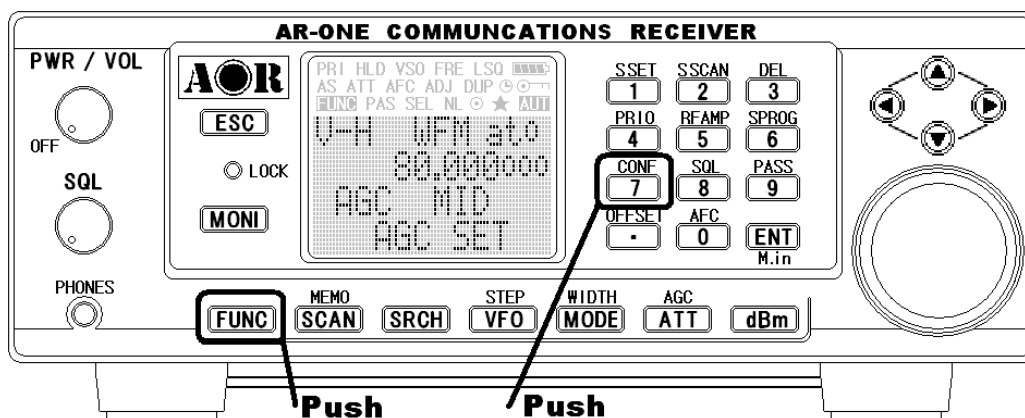 AR-ONE COMMUNCATIONS RECEIVER
PWR / VOL
OFF
SQL
PHONES
AOR
ESC
LOCK
MONI
PRI HLD VSO FRE LSQ
AS ATT AFC ADJ DUP
FUNC PAS SEL NL AUT
V-H WFM ato
80.000000
AGC MID
AGC SET
SSET SSCAN DEL
1 2 3
PRIO RFAMP SPROG
4 5 6
CONF SQL PASS
7 8 9
OFFSET AFC
. 0 ENT
M.in
MEMO STEP WIDTH AGC
FUNC SCAN SRCH VFO MODE ATT dBm
Push Push